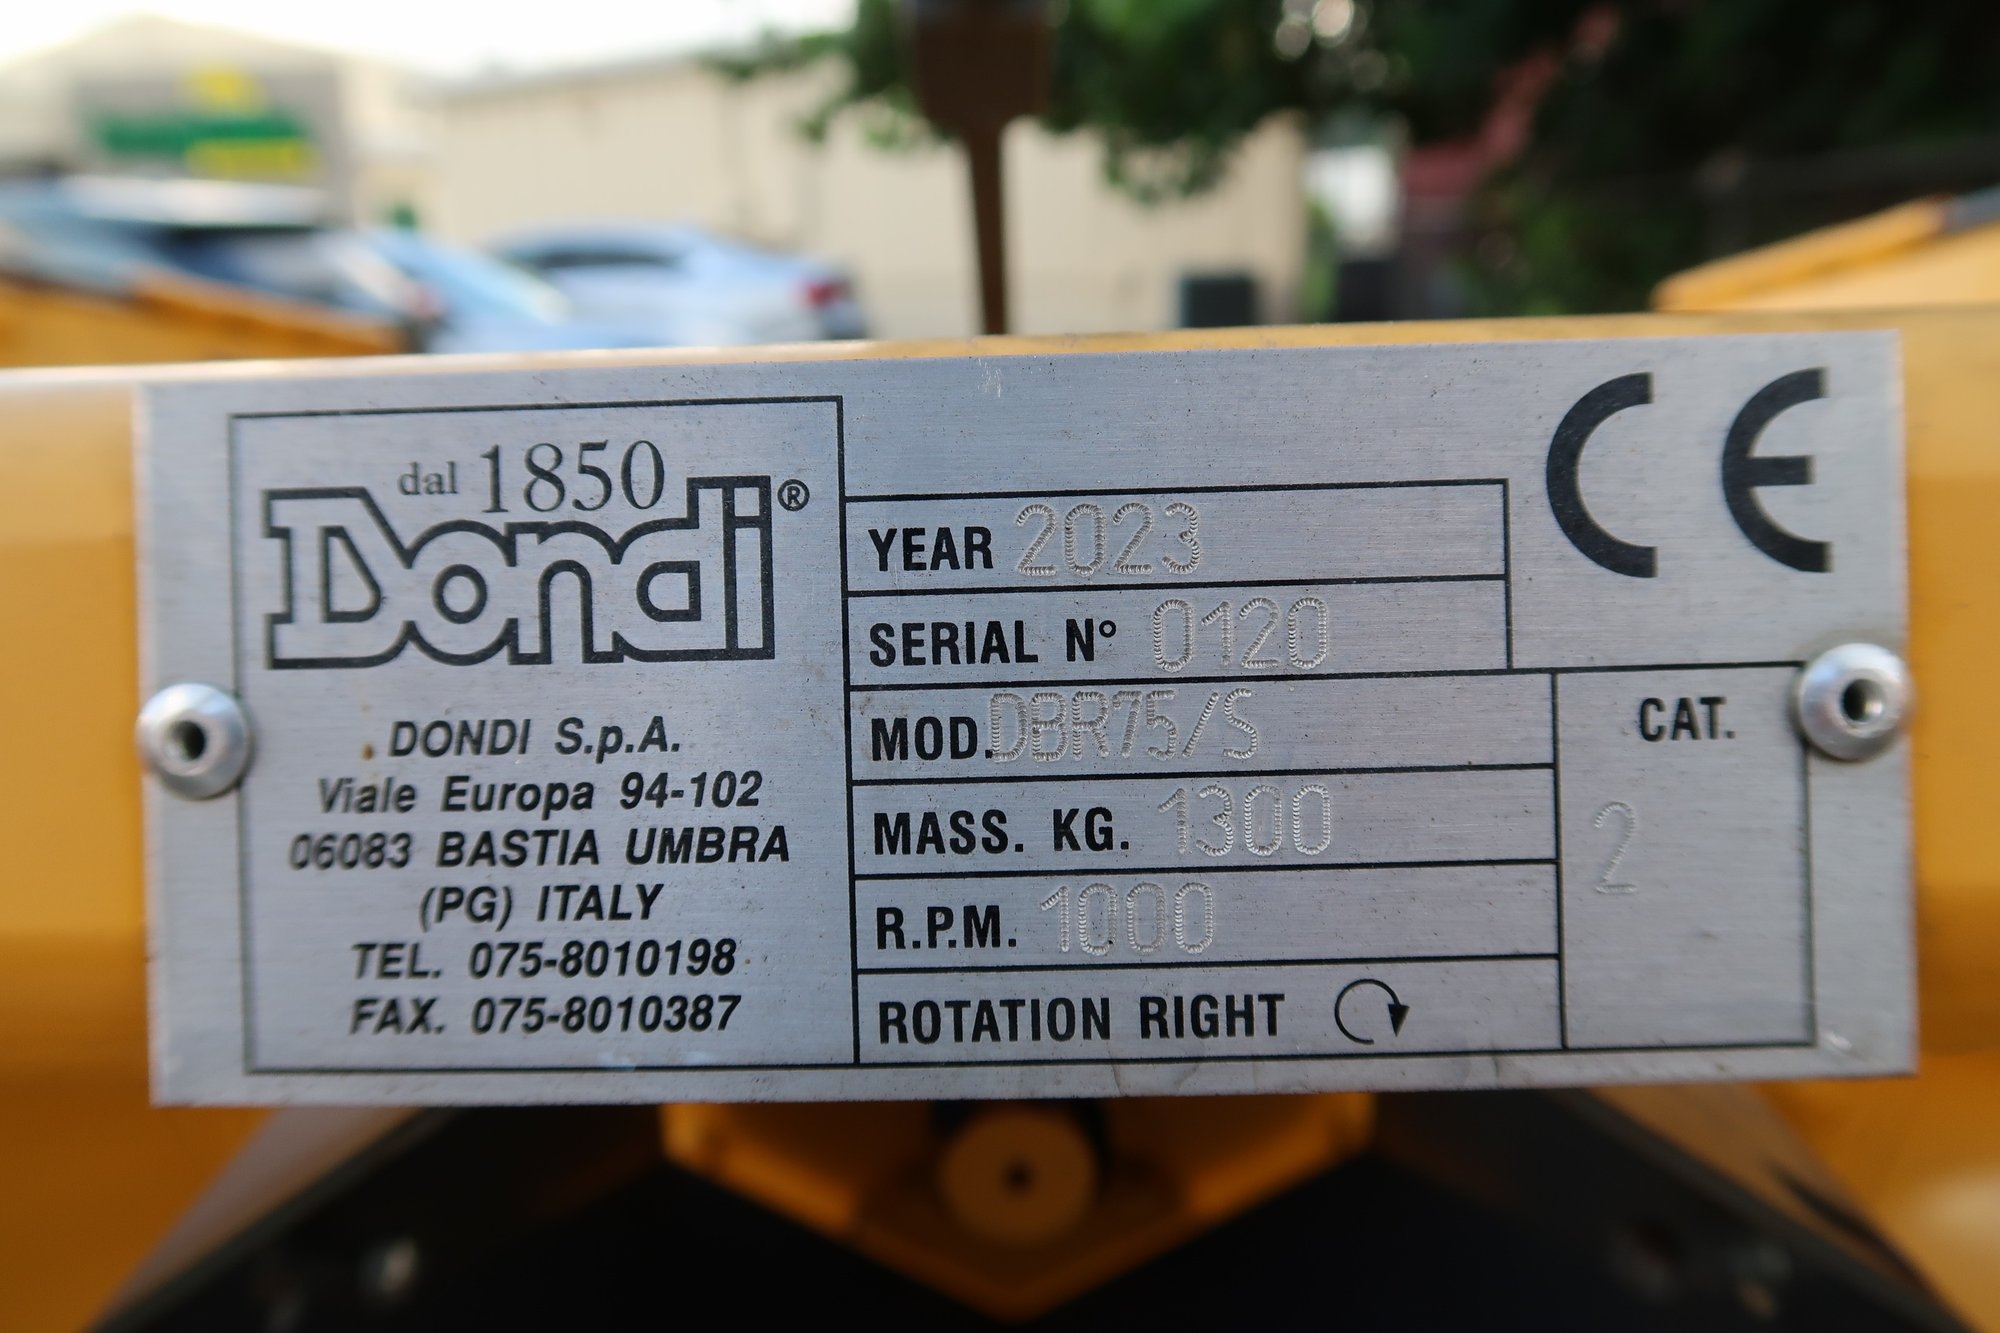 dal 1850
Dondi®
DONDI S.p.A.
Viale Europa 94-102
06083 BASTIA UMBRA
(PG) ITALY
TEL. 075-8010198
FAX. 075-8010387
CE
YEAR 2023
SERIAL N° 0120
MOD. DBR75/S
MASS. KG. 1300
R.P.M. 1000
ROTATION RIGHT
CAT.
2